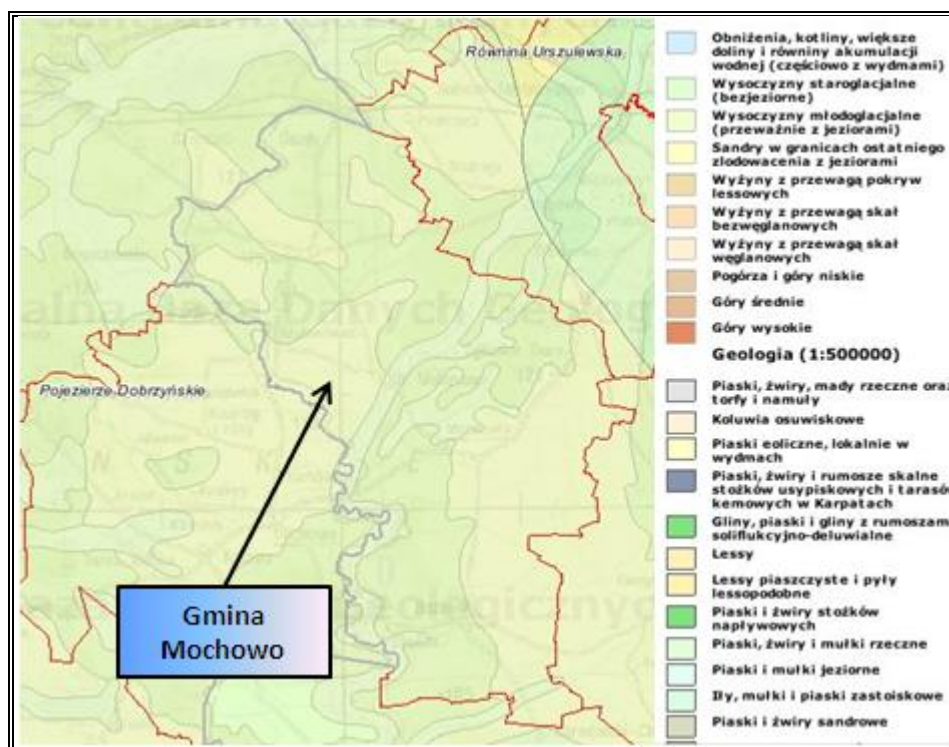 Równina Urszulewska,
Pojezierze Dobrzyńskie
Gmina
Mochowo
Obniżenia, kotliny, większe
doliny i równiny akumulacji
wodnej (częściowo z wydmami)
Wysoczyzny staroglacjalne
(bezjeziorne)
Wysoczyzny młodoglacjalne
(przeważnie z jeziorami)
Sandry w granicach ostatniego
zlodowacenia z jeziorami
Wyżyny z przewagą pokryw
lessowych
Wyżyny z przewagą skał
bezwęglanowych
Wyżyny z przewagą skał
węglanowych
Pogórza i góry niskie
Góry średnie
Góry wysokie
Geologia (1:500000)
Piaski, żwiry, mady rzeczne oraz
torfy i namuły
Koluwia osuwiskowe
Piaski eoliczne, lokalnie w
wydmach
Piaski, żwiry i rumosze skalne
stożków usypiskowych i tarasów
kemowych w Karpatach
Gliny, piaski i gliny z rumoszam
soliflukcyjno-deluwialne
Lessy
Lessy piaszczyste i pyły
lessopodobne
Piaski i żwiry stożków
napływowych
Piaski, żwiry i mułki rzeczne
Piaski i mułki jeziorne
Iły, mułki i piaski zastoiskowe
Piaski i żwiry sandrowe